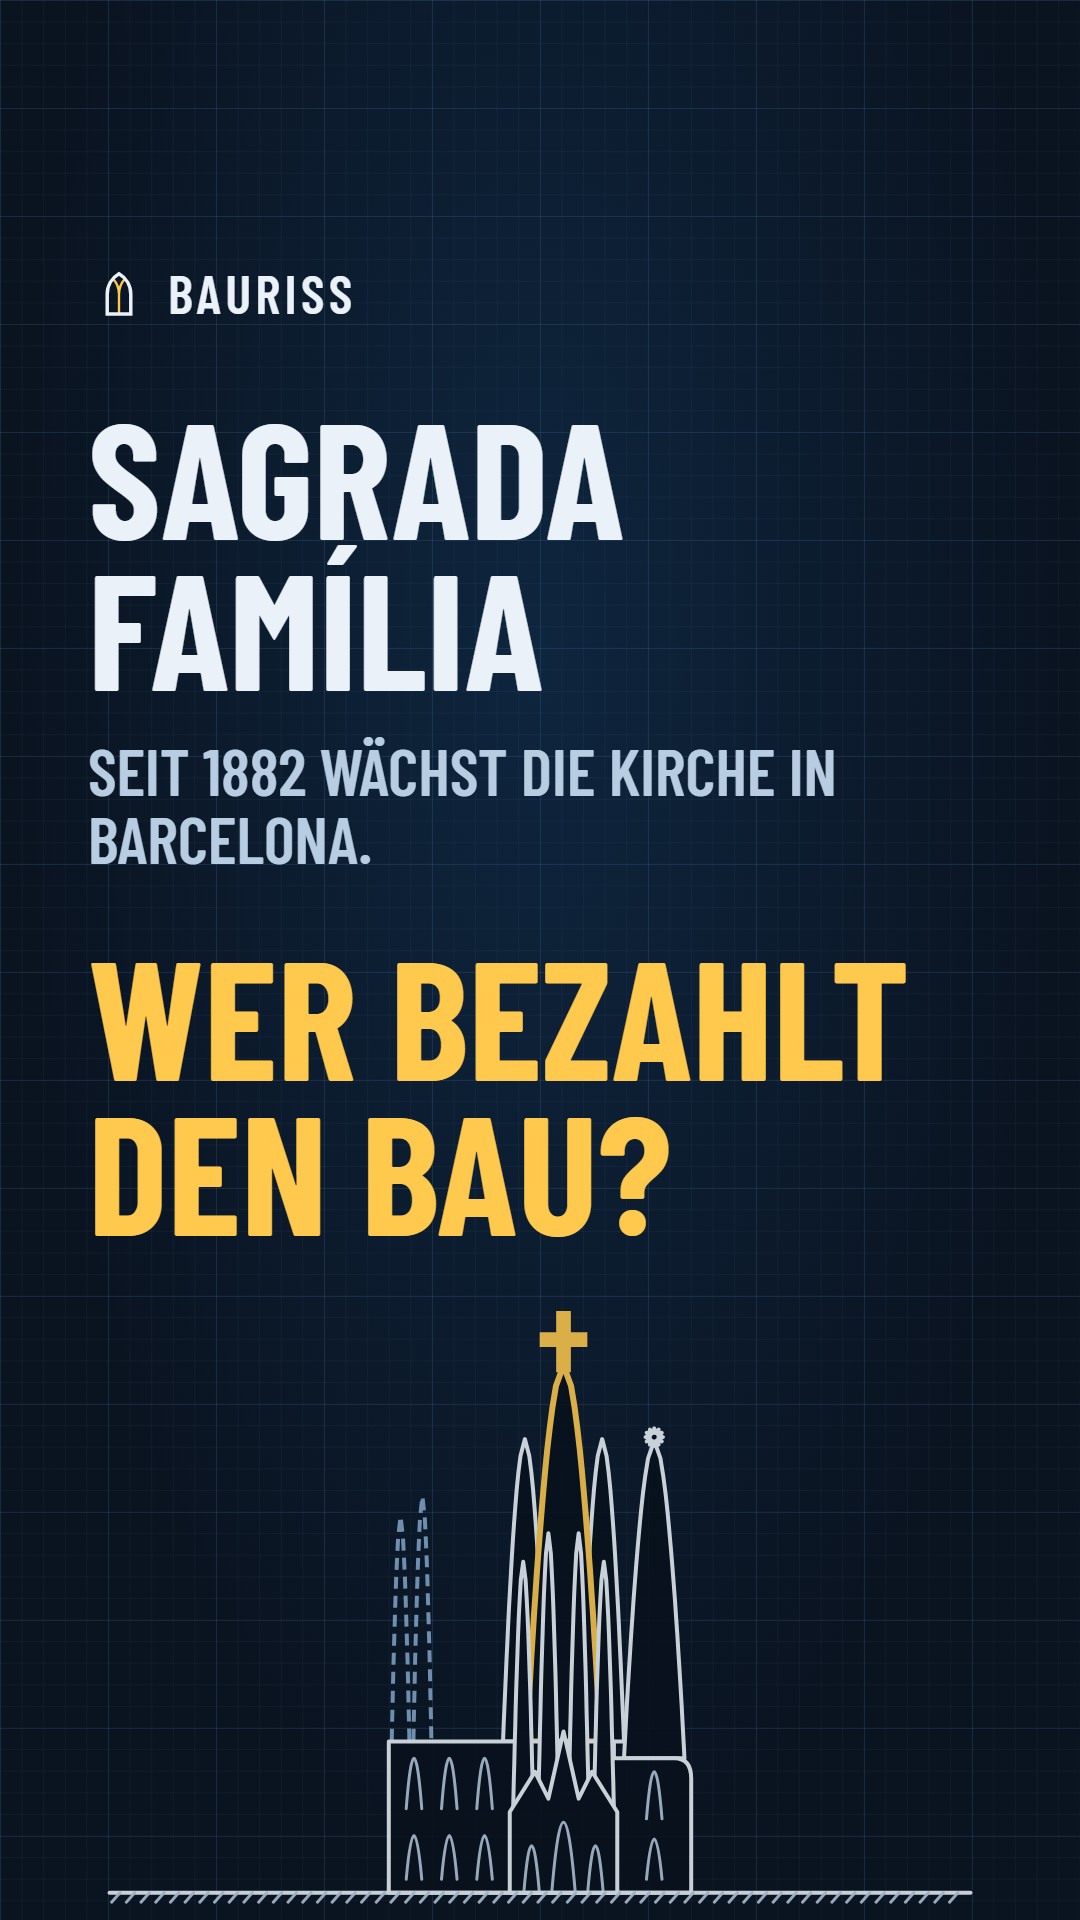 BAURISS
SAGRADA
FAMÍLIA
SEIT 1882 WÄCHST DIE KIRCHE IN
BARCELONA.
WER BEZAHLT
DEN BAU?